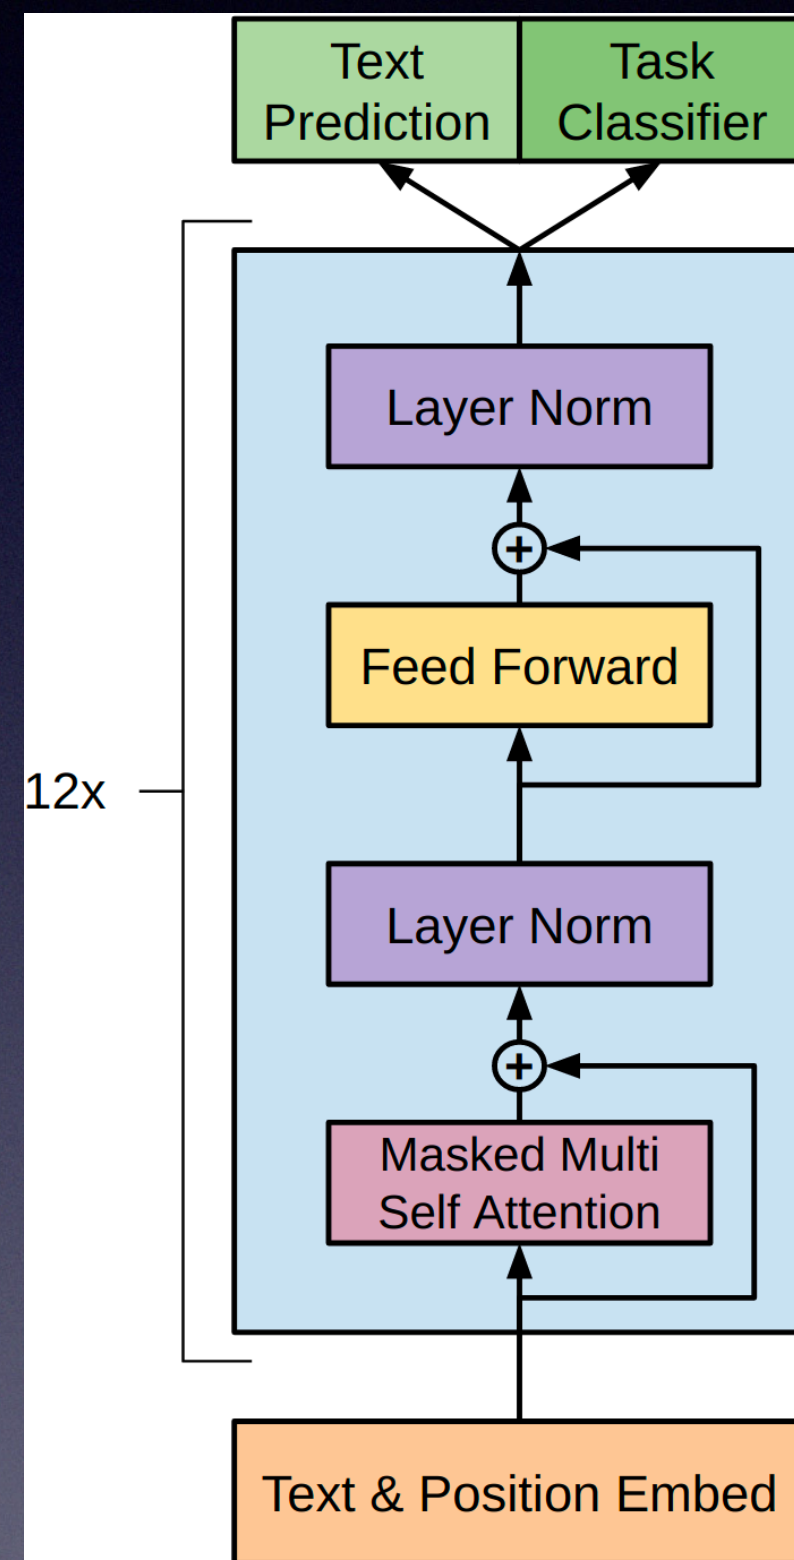 Text
Prediction
Task
Classifier
Layer Norm
+
Feed Forward
12x
Layer Norm
+
Masked Multi
Self Attention
Text & Position Embed